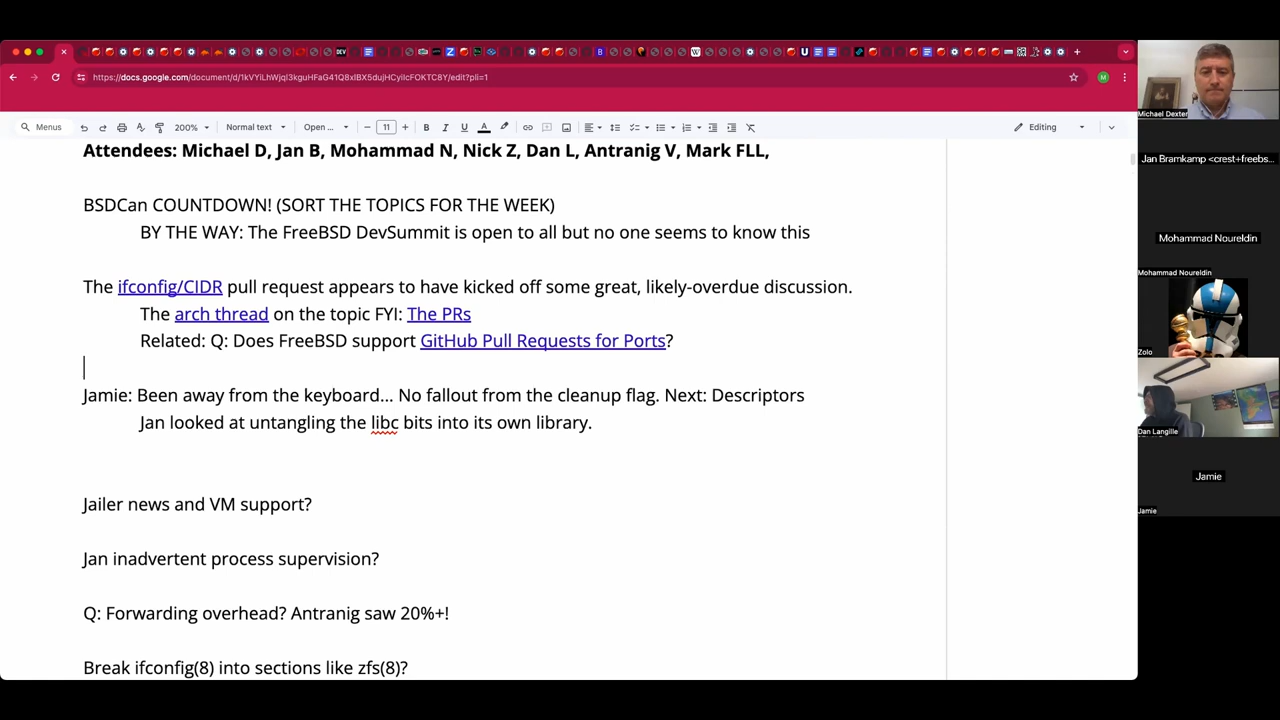 https://docs.google.com/document/d/1kVYiLhWjqI3kguHFaG41Q8xlBX5dujHCyiIcFOKTC8Y/edit?pli=1
Menus
200%
Normal text
Open ...
11
Editing
Attendees: Michael D, Jan B, Mohammad N, Nick Z, Dan L, Antranig V, Mark FLL,
BSDCan COUNTDOWN! (SORT THE TOPICS FOR THE WEEK)
BY THE WAY: The FreeBSD DevSummit is open to all but no one seems to know this
The ifconfig/CIDR pull request appears to have kicked off some great, likely-overdue discussion.
The arch thread on the topic FYI: The PRs
Related: Q: Does FreeBSD support GitHub Pull Requests for Ports?
Jamie: Been away from the keyboard... No fallout from the cleanup flag. Next: Descriptors
Jan looked at untangling the libc bits into its own library.
Jailer news and VM support?
Jan inadvertent process supervision?
Q: Forwarding overhead? Antranig saw 20%+!
Break ifconfig(8) into sections like zfs(8)?
Michael Dexter
Jan Bramkamp <crest+freebs...
Mohammad Noureldin
Mohammad Noureldin
Zolo
Dan Langille
Jamie
Jamie